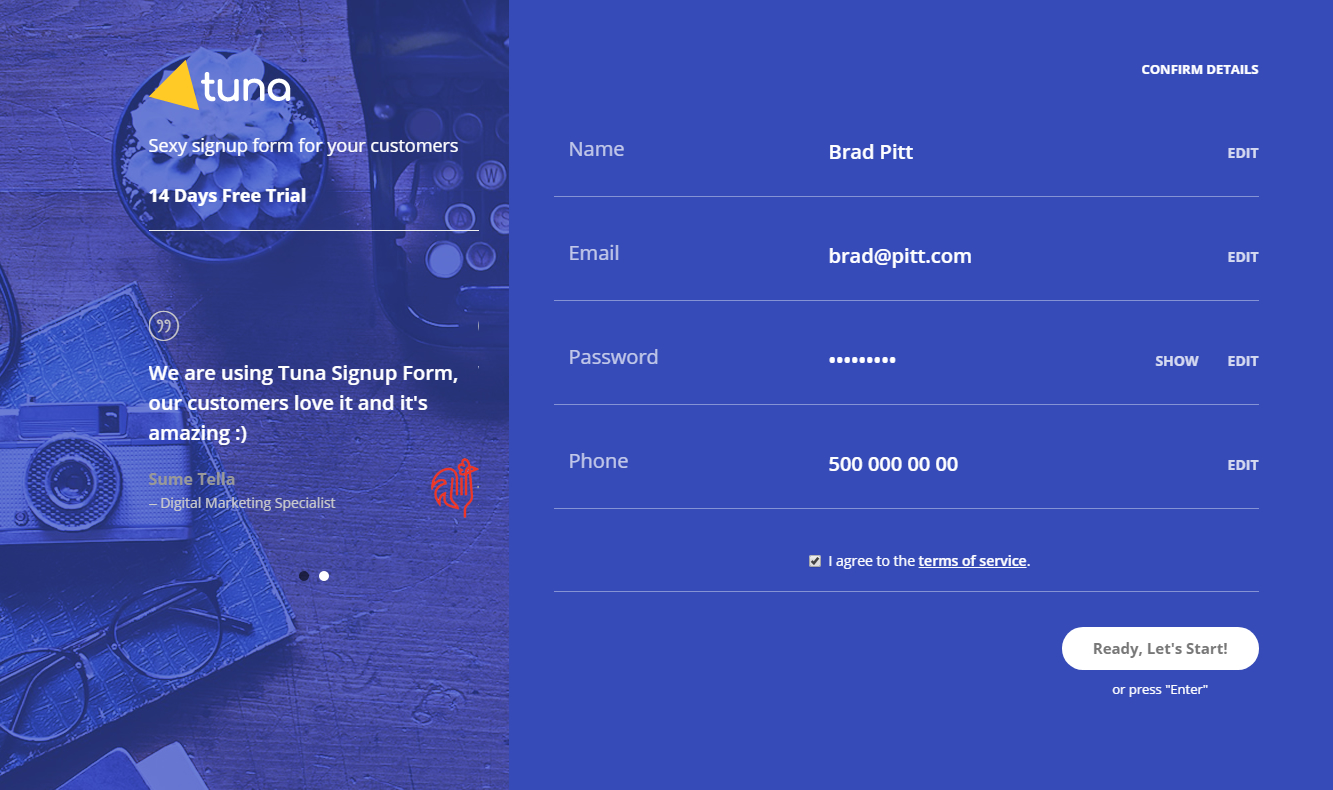 tuna
Sexy signup form for your customers
14 Days Free Trial
We are using Tuna Signup Form,
our customers love it and it's
amazing :)
Sume Tella
– Digital Marketing Specialist
CONFIRM DETAILS
Name Brad Pitt EDIT
Email brad@pitt.com EDIT
Password ••••••••• SHOW EDIT
Phone 500 000 00 00 EDIT
I agree to the terms of service.
Ready, Let's Start!
or press "Enter"